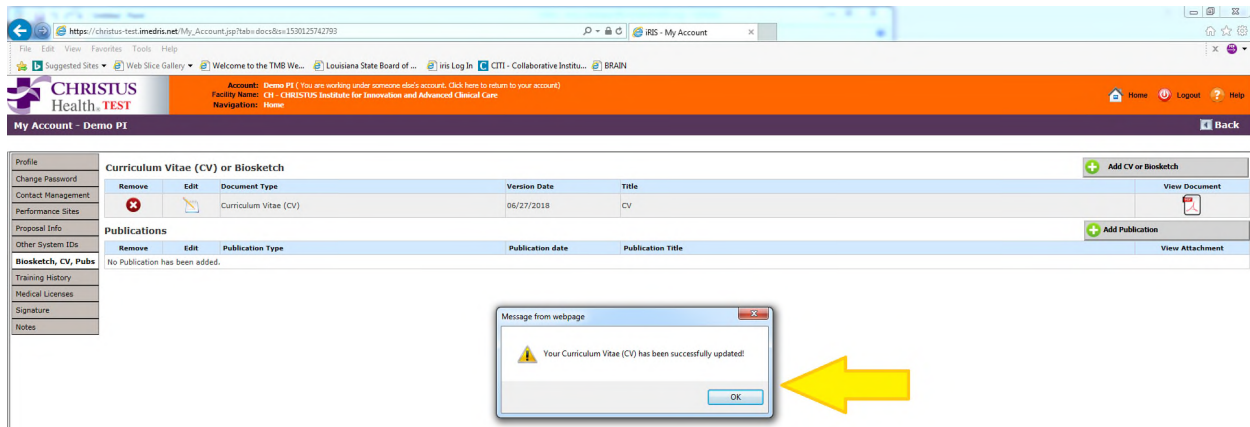 https://christus-test.imedris.net/My_Account.jsp?tab=docs&s=1530125742793
iRIS - My Account
File Edit View Favorites Tools Help
Suggested Sites Web Slice Gallery Welcome to the TMB We... Louisiana State Board of ... iris Log In CITI - Collaborative Institu... BRAIN
CHRISTUS
Health. TEST
Account: Demo PI ( You are working under someone else's account. Click here to return to your account)
Facility Name: CH - CHRISTUS Institute for Innovation and Advanced Clinical Care
Navigation: Home
Home Logout Help
My Account - Demo PI Back
Profile
Change Password
Contact Management
Performance Sites
Proposal Info
Other System IDs
Biosketch, CV, Pubs
Training History
Medical Licenses
Signature
Notes
Curriculum Vitae (CV) or Biosketch Add CV or Biosketch
Remove Edit Document Type Version Date Title View Document
Curriculum Vitae (CV) 06/27/2018 CV
Publications Add Publication
Remove Edit Publication Type Publication date Publication Title View Attachment
No Publication has been added.
Message from webpage
Your Curriculum Vitae (CV) has been successfully updated!
OK